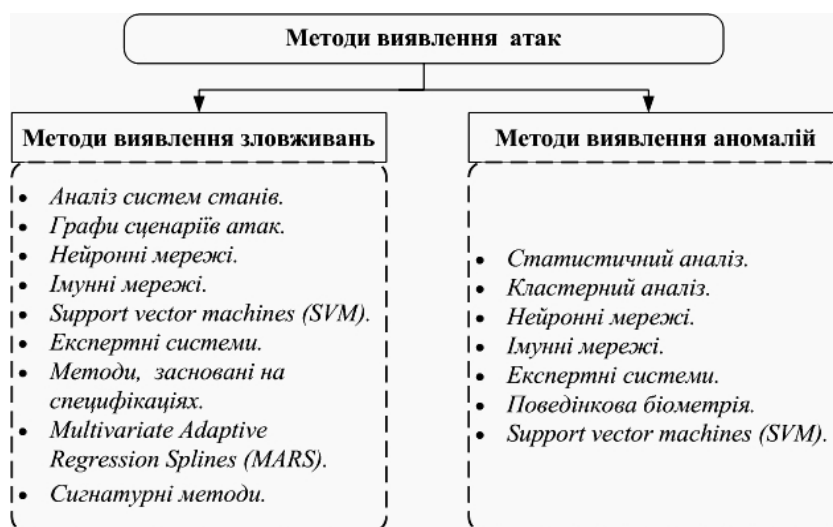 Методи виявлення атак
Методи виявлення зловживань
• Аналіз систем станів.
• Графи сценаріїв атак.
• Нейронні мережі.
• Імунні мережі.
• Support vector machines (SVM).
• Експертні системи.
• Методи, засновані на
специфікаціях.
• Multivariate Adaptive
Regression Splines (MARS).
• Сигнатурні методи.
Методи виявлення аномалій
• Статистичний аналіз.
• Кластерний аналіз.
• Нейронні мережі.
• Імунні мережі.
• Експертні системи.
• Поведінкова біометрія.
• Support vector machines (SVM).